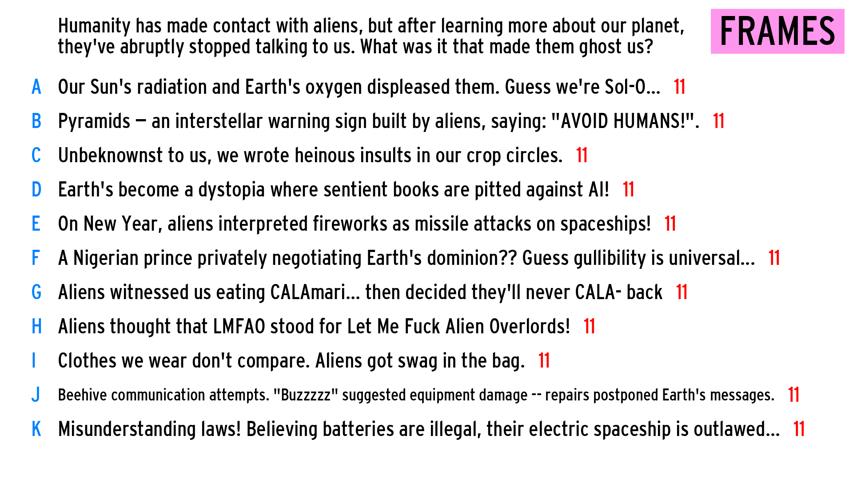 Humanity has made contact with aliens, but after learning more about our planet,
they've abruptly stopped talking to us. What was it that made them ghost us?
FRAMES
A Our Sun's radiation and Earth's oxygen displeased them. Guess we're Sol-O... 11
B Pyramids – an interstellar warning sign built by aliens, saying: "AVOID HUMANS!". 11
C Unbeknownst to us, we wrote heinous insults in our crop circles. 11
D Earth's become a dystopia where sentient books are pitted against AI! 11
E On New Year, aliens interpreted fireworks as missile attacks on spaceships! 11
F A Nigerian prince privately negotiating Earth's dominion?? Guess gullibility is universal... 11
G Aliens witnessed us eating CALAmari... then decided they'll never CALA- back 11
H Aliens thought that LMFAO stood for Let Me Fuck Alien Overlords! 11
I Clothes we wear don't compare. Aliens got swag in the bag. 11
J Beehive communication attempts. "Buzzzzz" suggested equipment damage -- repairs postponed Earth's messages. 11
K Misunderstanding laws! Believing batteries are illegal, their electric spaceship is outlawed... 11